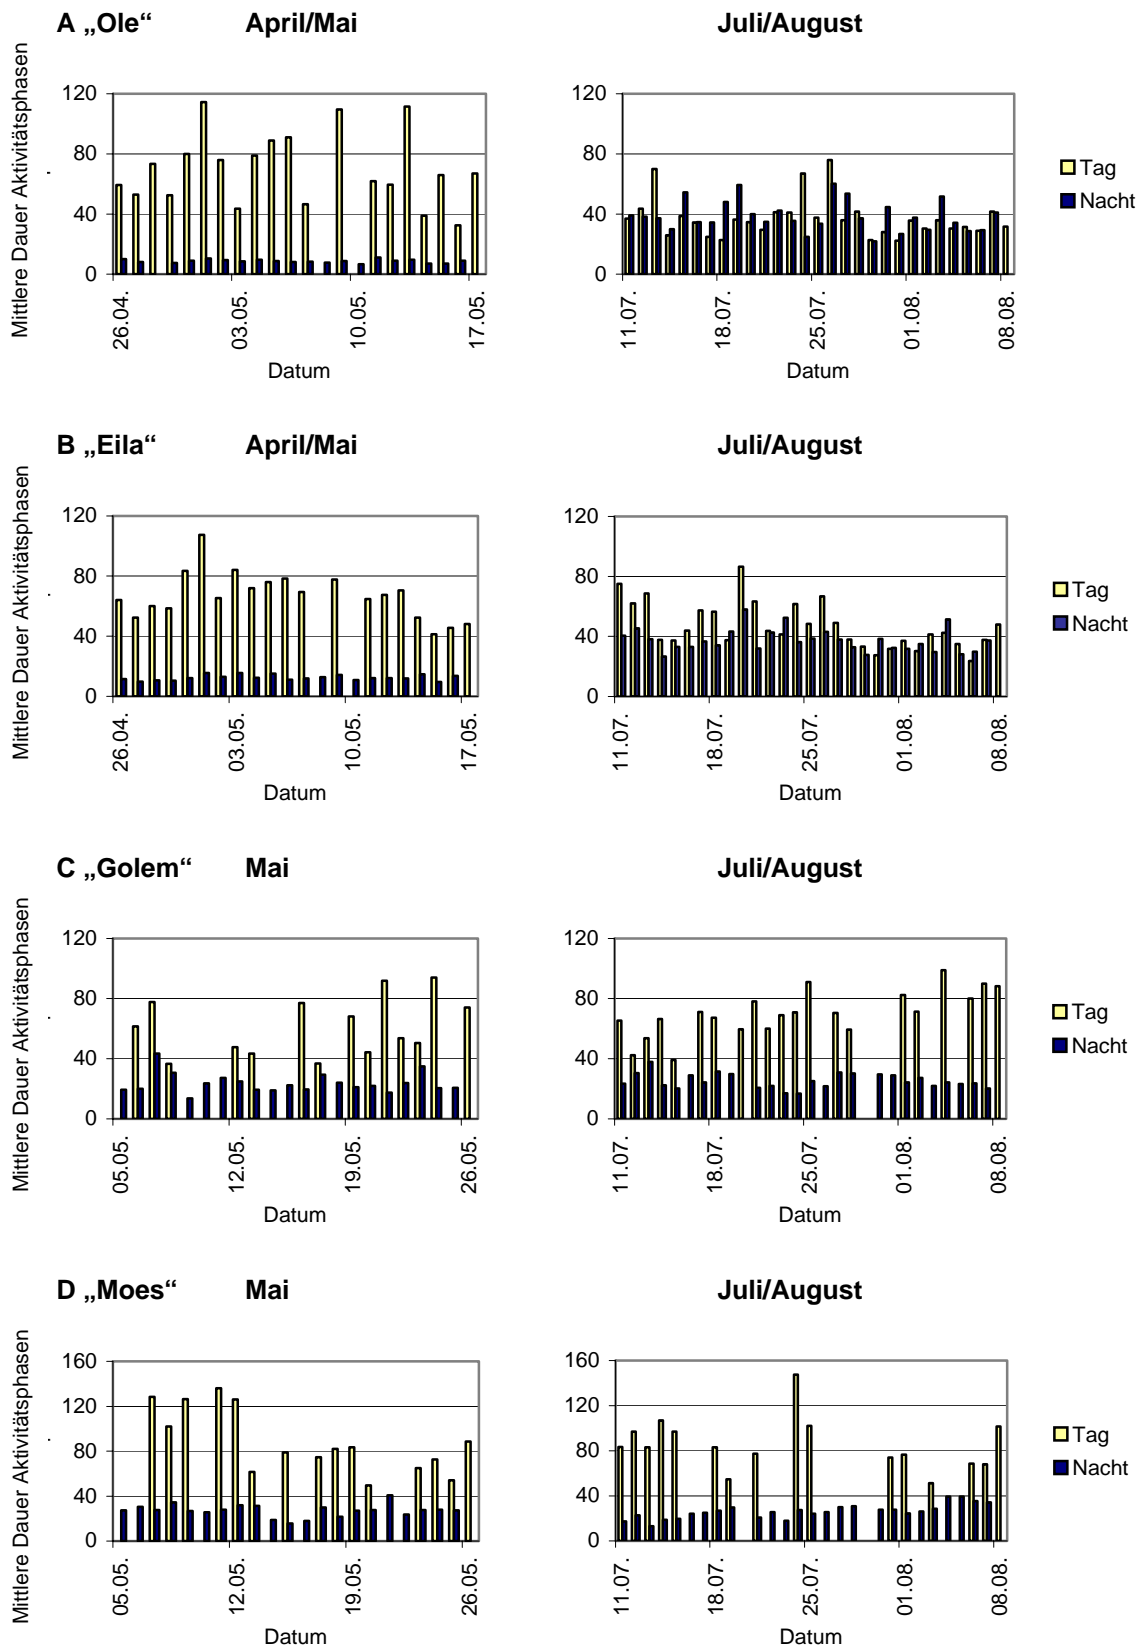 A „Ole“ April/Mai Juli/August
Mittlere Dauer Aktivitätsphasen
120
80
40
0
26.04.
03.05.
10.05.
17.05.
Datum
120
80
40
0
11.07.
18.07.
25.07.
01.08.
08.08.
Datum
Tag
Nacht
B „Eila“ April/Mai Juli/August
Mittlere Dauer Aktivitätsphasen
120
80
40
0
26.04.
03.05.
10.05.
17.05.
Datum
120
80
40
0
11.07.
18.07.
25.07.
01.08.
08.08.
Datum
Tag
Nacht
C „Golem“ Mai Juli/August
Mittlere Dauer Aktivitätsphasen
120
80
40
0
05.05.
12.05.
19.05.
26.05.
Datum
120
80
40
0
11.07.
18.07.
25.07.
01.08.
08.08.
Datum
Tag
Nacht
D „Moes“ Mai Juli/August
Mittlere Dauer Aktivitätsphasen
160
120
80
40
0
05.05.
12.05.
19.05.
26.05.
Datum
160
120
80
40
0
11.07.
18.07.
25.07.
01.08.
08.08.
Datum
Tag
Nacht